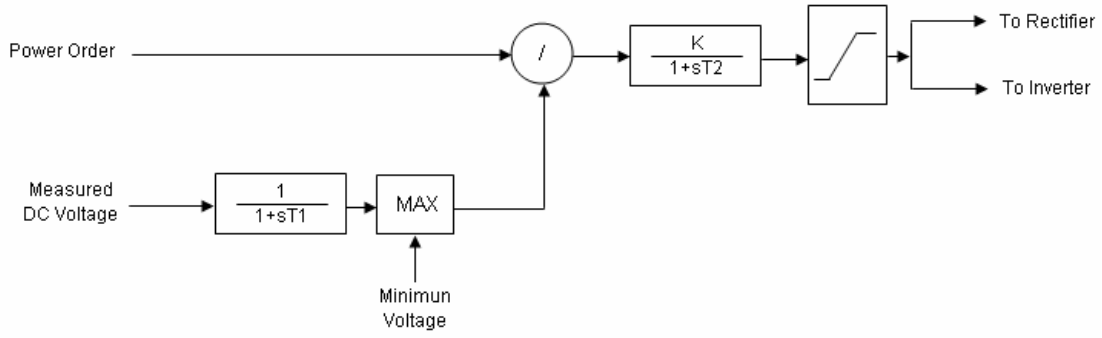 To Rectifier
Power Order
/
K
1+sT2
To Inverter
Measured
DC Voltage
1
1+sT1
MAX
Minimun
Voltage